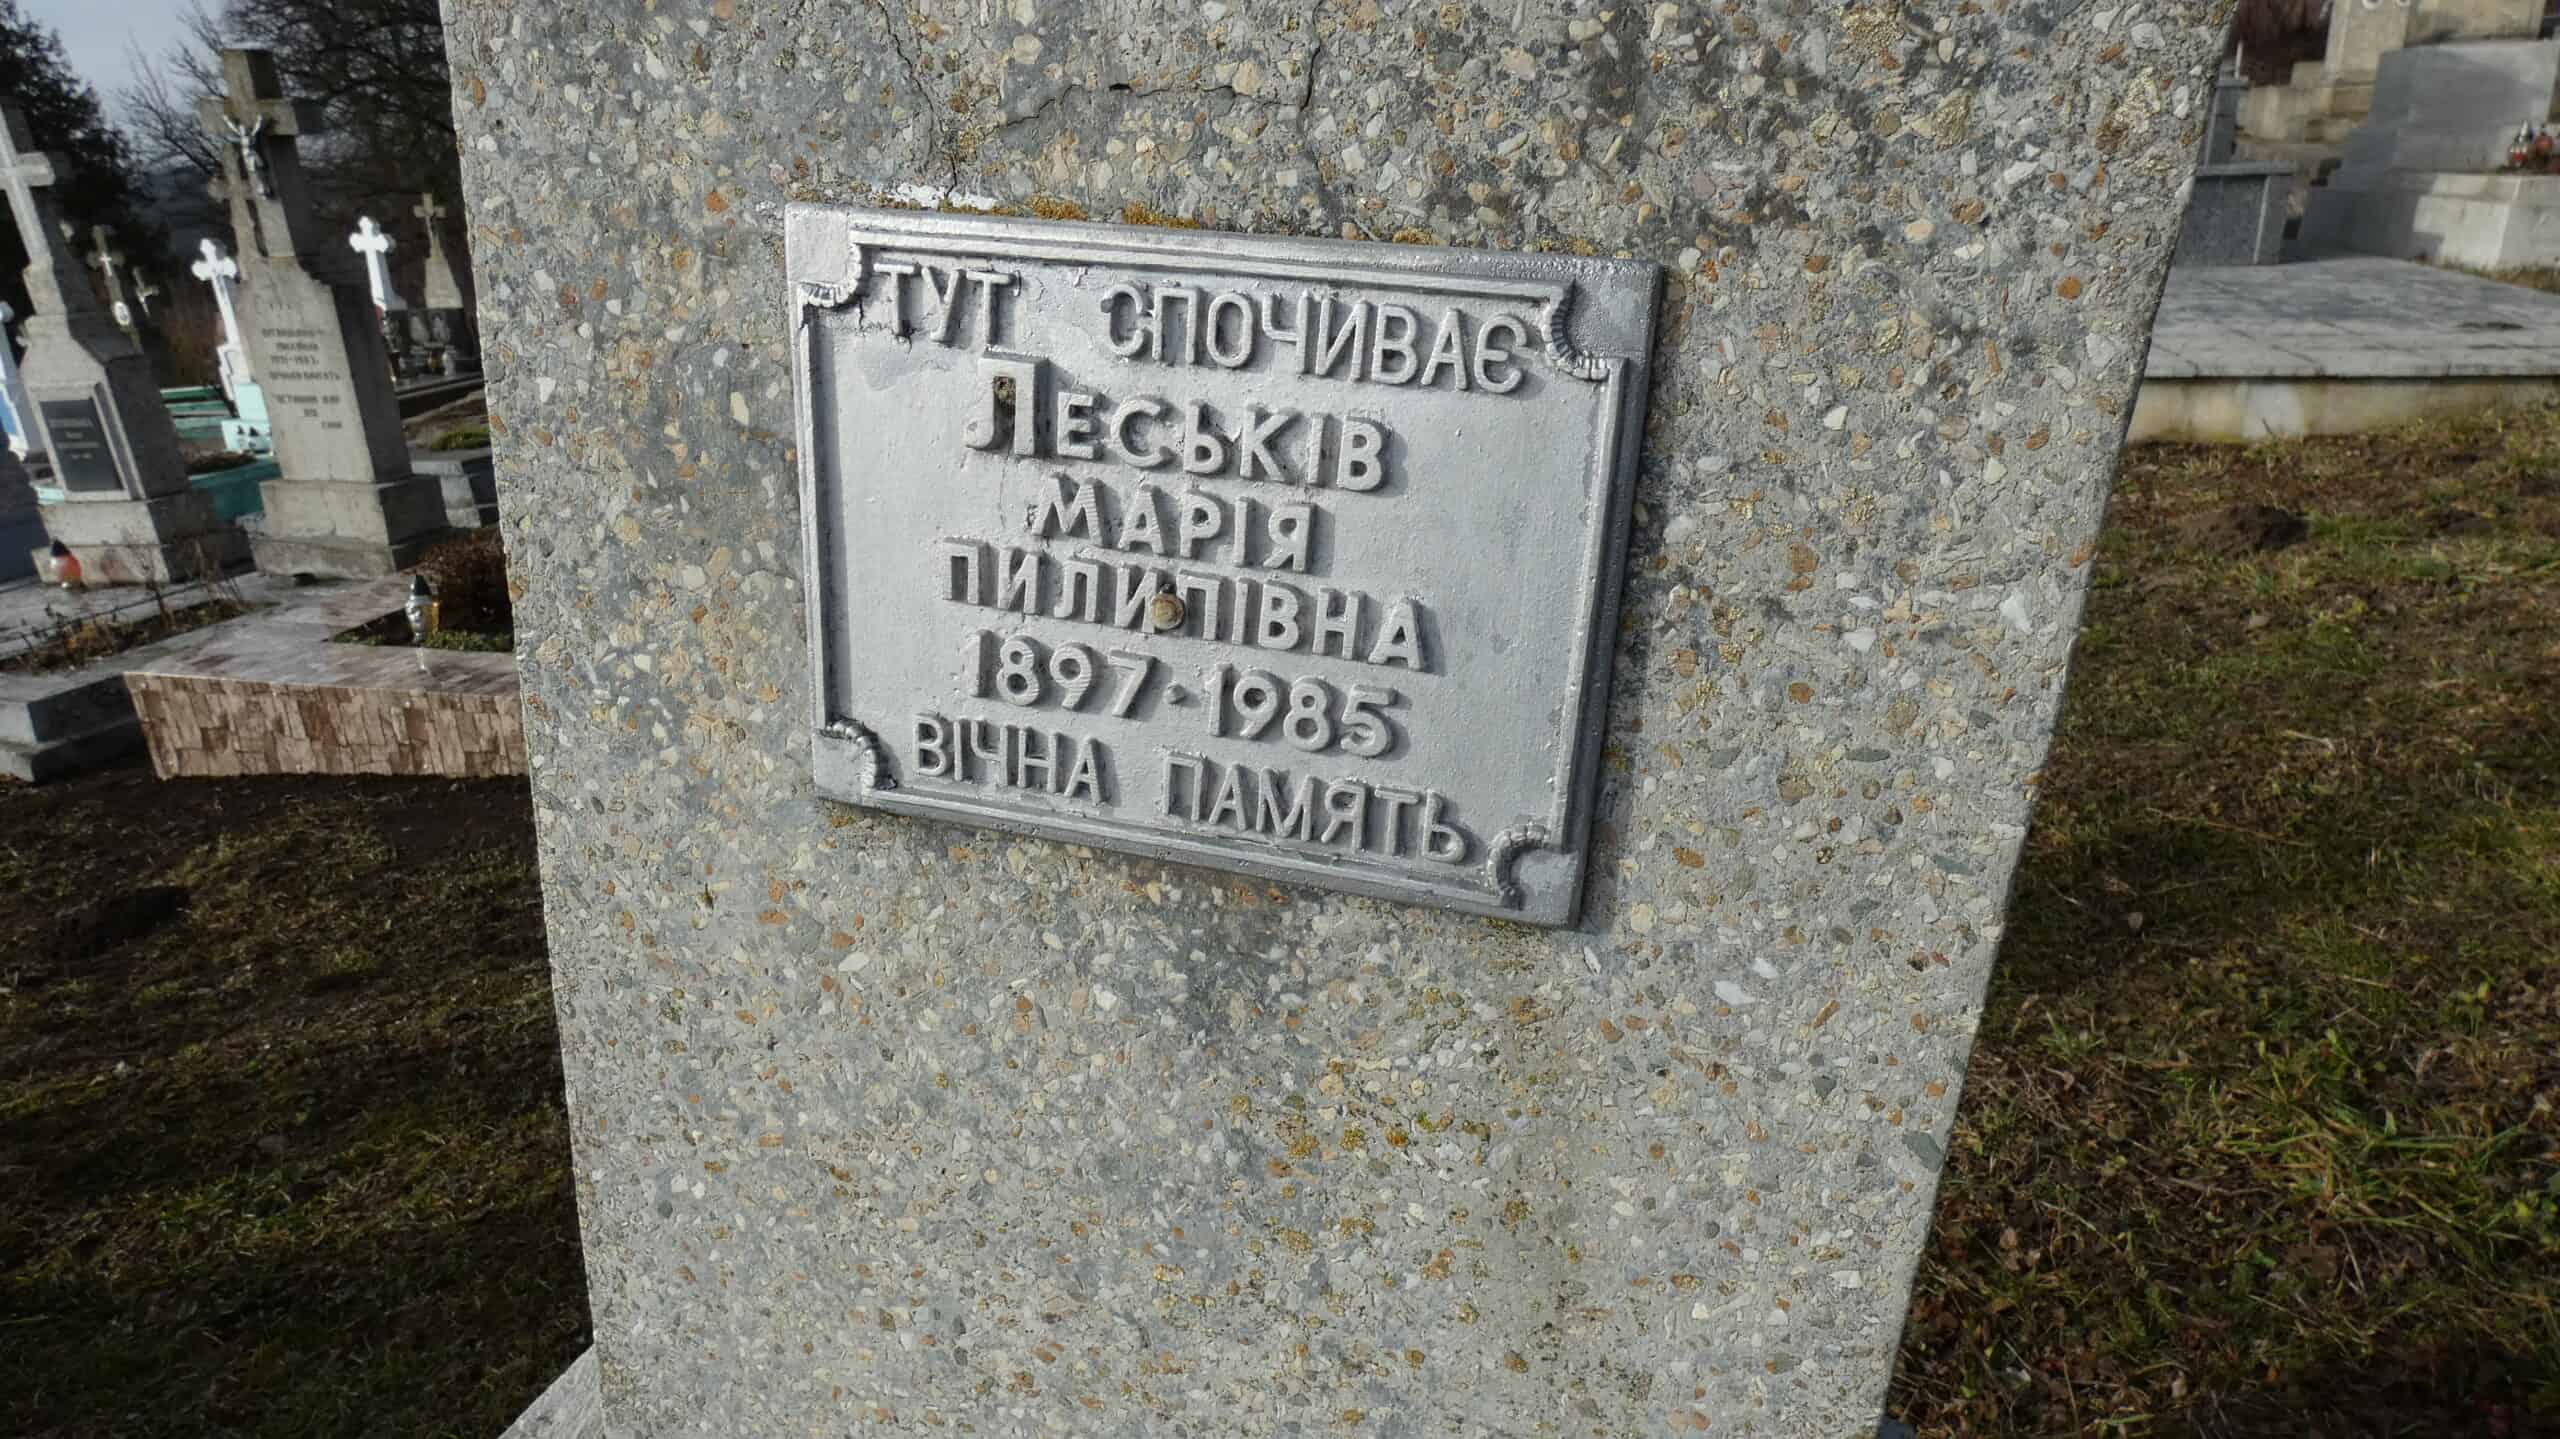 ТУТ СПОЧИВАЄ
ЛЕСЬКІВ
МАРІЯ
ПИЛИПІВНА
1897·1985
ВІЧНА ПАМЯТЬ